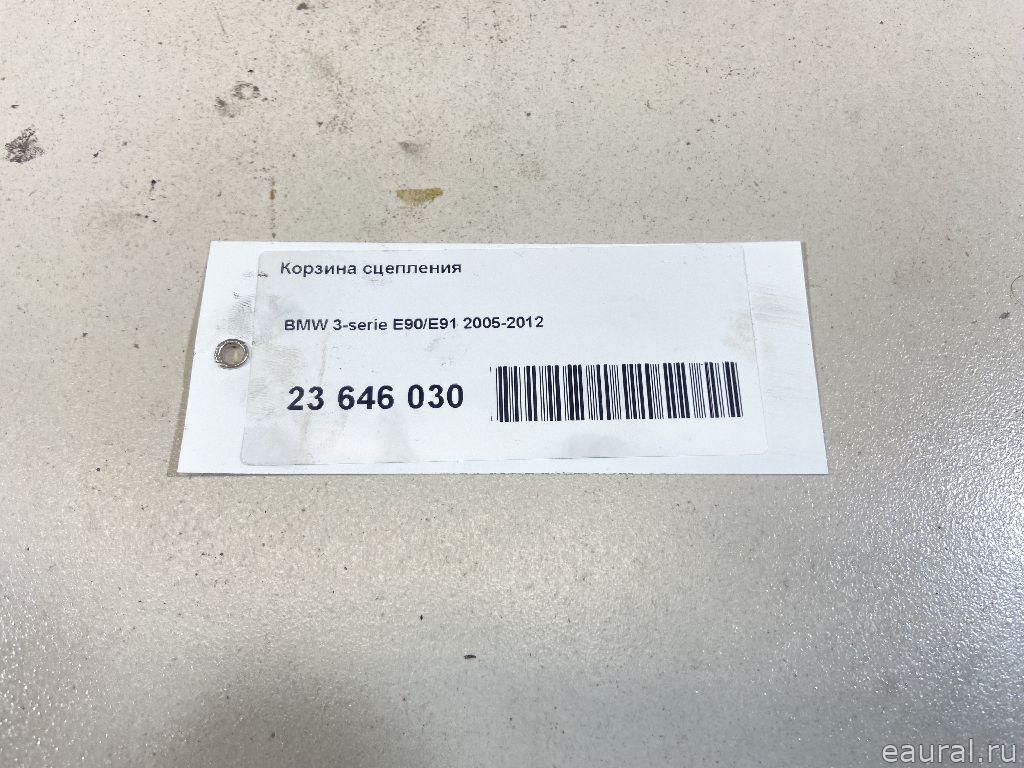 Корзина сцепления
BMW 3-serie E90/E91 2005-2012
23 646 030
eaural.ru